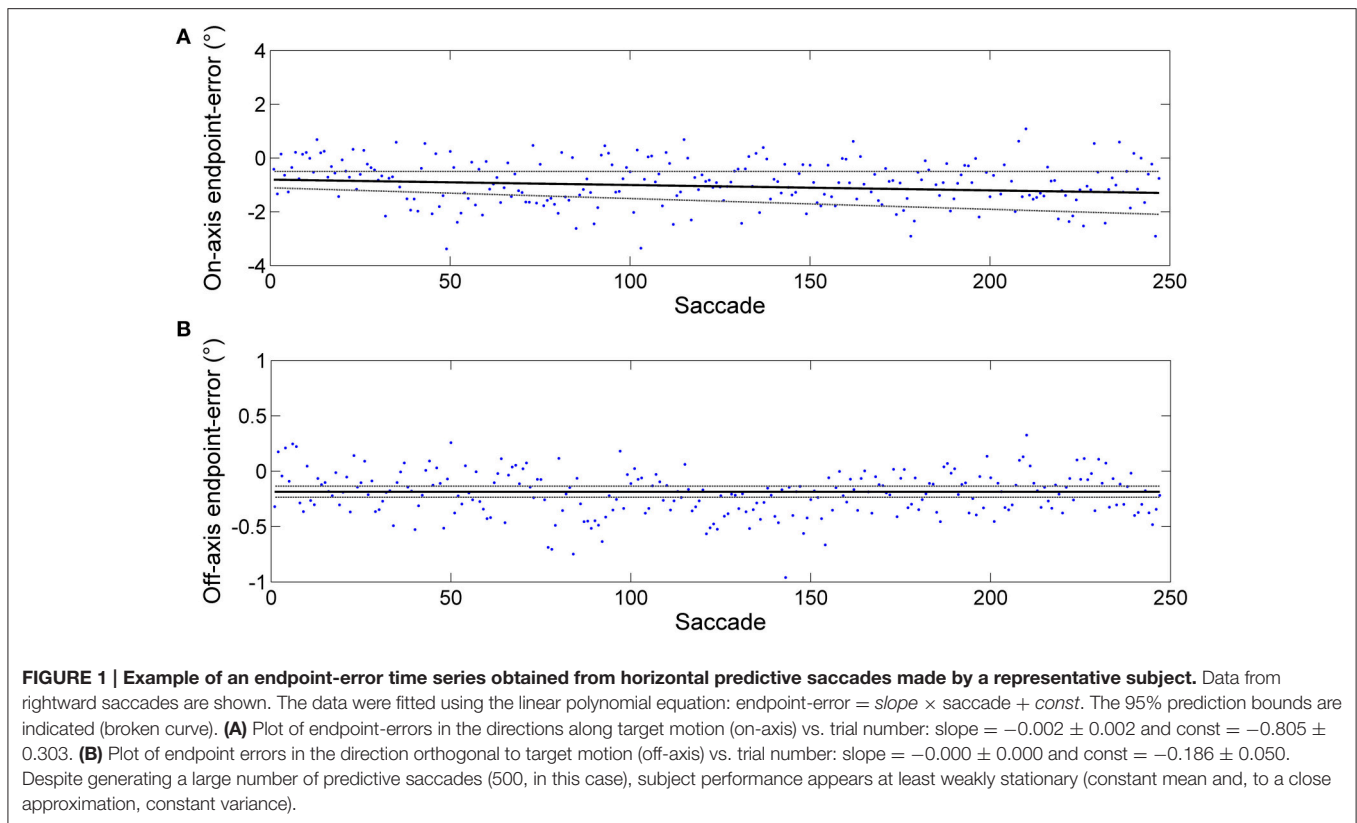 A
On-axis endpoint-error (°)
4
2
0
-2
-4
0 50 100 150 200 250
Saccade
B
Off-axis endpoint-error (°)
1
0.5
0
-0.5
-1
0 50 100 150 200 250
Saccade
FIGURE 1 | Example of an endpoint-error time series obtained from horizontal predictive saccades made by a representative subject. Data from
rightward saccades are shown. The data were fitted using the linear polynomial equation: endpoint-error = slope × saccade + const. The 95% prediction bounds are
indicated (broken curve). (A) Plot of endpoint-errors in the directions along target motion (on-axis) vs. trial number: slope = −0.002 ± 0.002 and const = −0.805 ±
0.303. (B) Plot of endpoint errors in the direction orthogonal to target motion (off-axis) vs. trial number: slope = −0.000 ± 0.000 and const = −0.186 ± 0.050.
Despite generating a large number of predictive saccades (500, in this case), subject performance appears at least weakly stationary (constant mean and, to a close
approximation, constant variance).